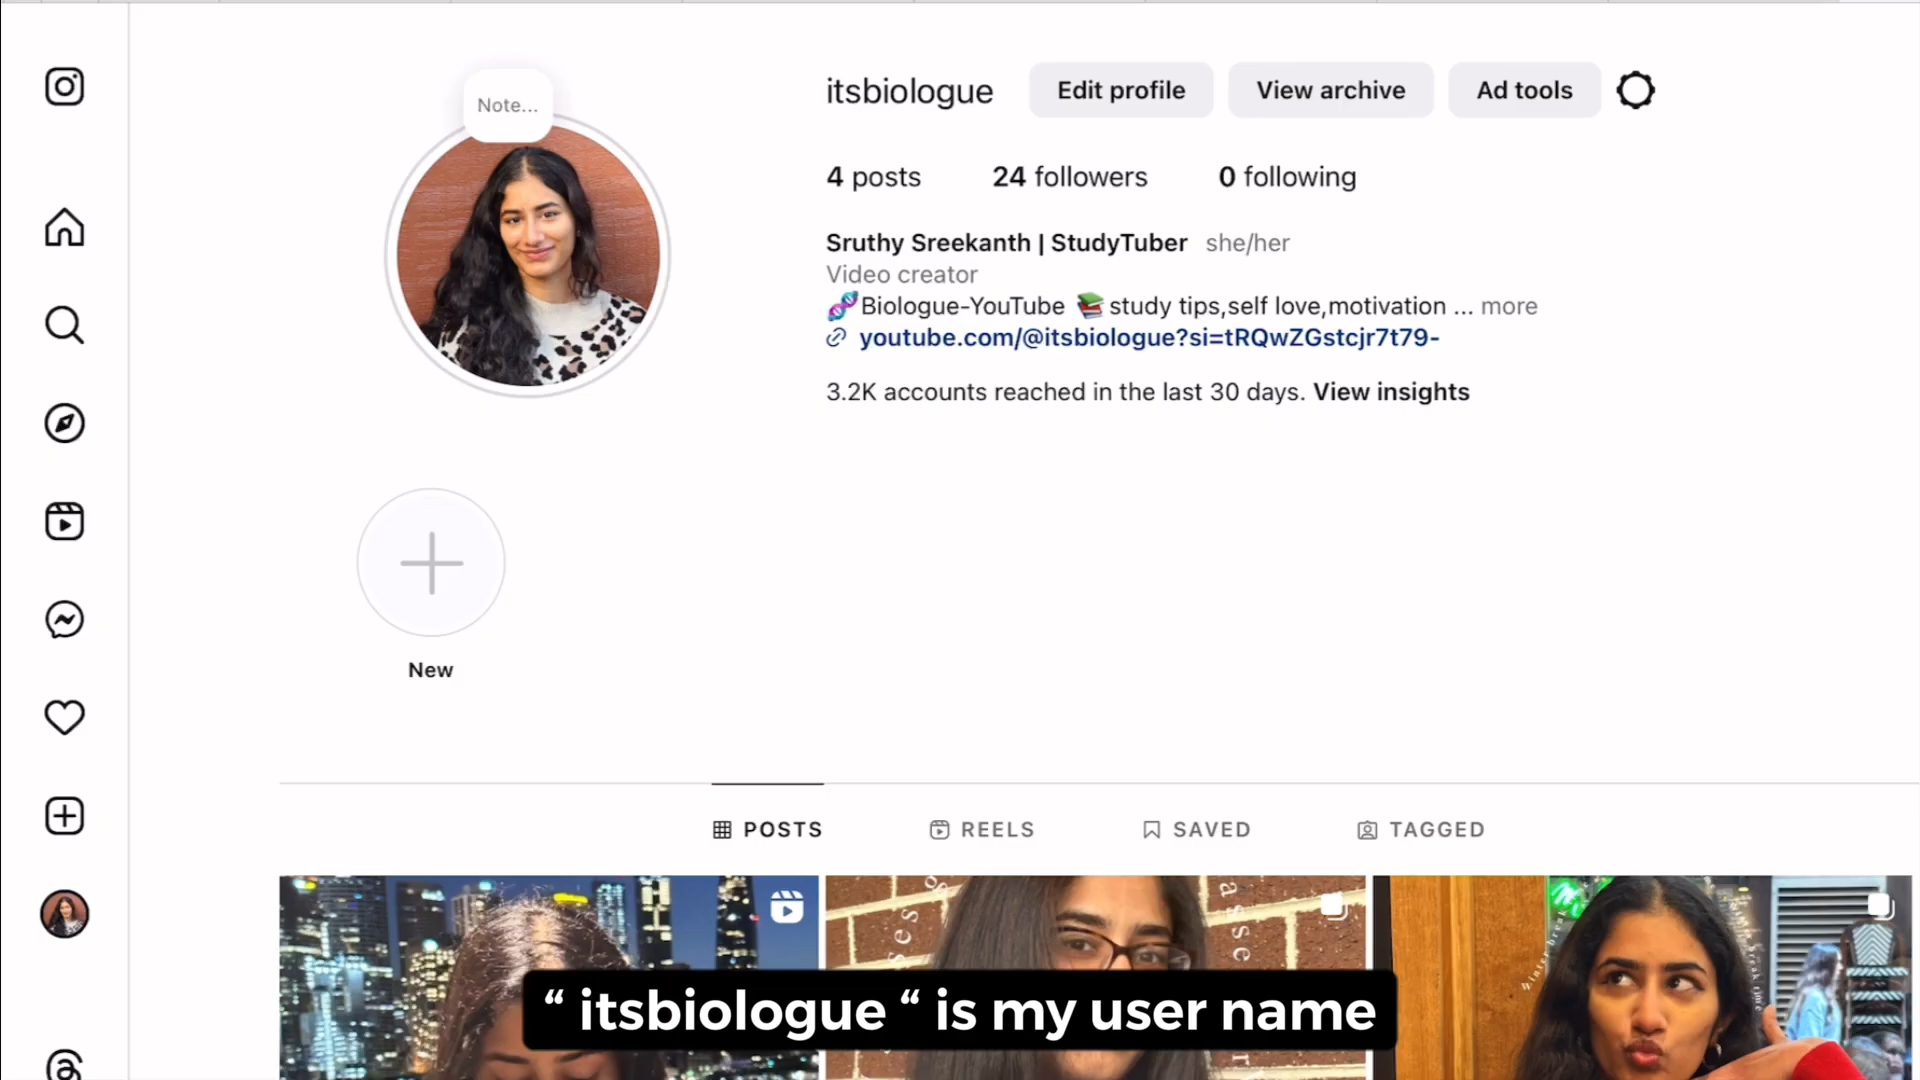 Note...
itsbiologue Edit profile View archive Ad tools
4 posts 24 followers 0 following
Sruthy Sreekanth | StudyTuber she/her
Video creator
🧬Biologue-YouTube 📚study tips,self love,motivation ... more
youtube.com/@itsbiologue?si=tRQwZGstcjr7t79-
3.2K accounts reached in the last 30 days. View insights
New
POSTS REELS SAVED TAGGED
“ itsbiologue “ is my user name